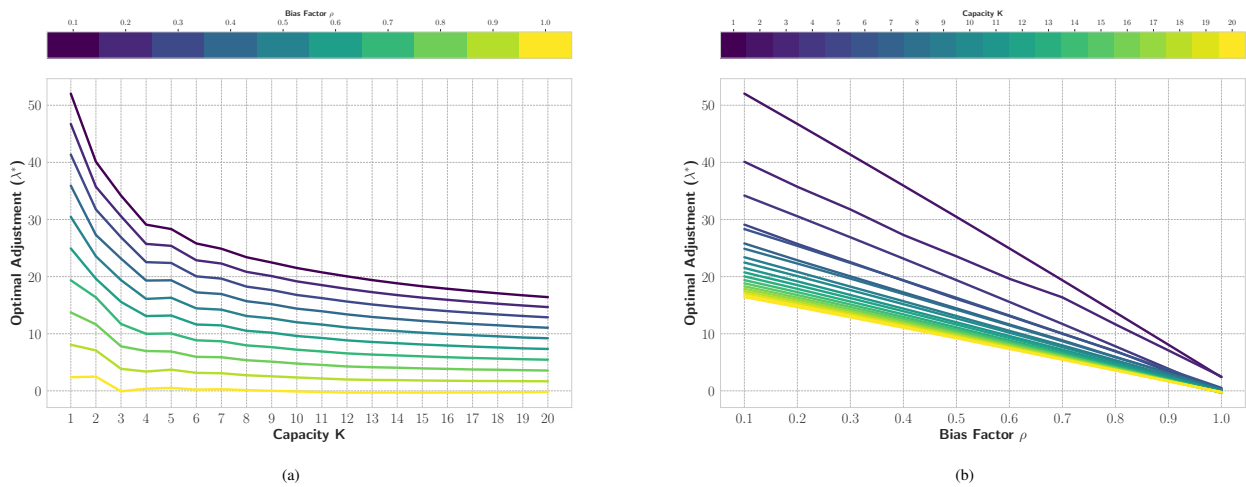 Bias Factor ρ
0.1 0.2 0.3 0.4 0.5 0.6 0.7 0.8 0.9 1.0
Optimal Adjustment (λ*)
50
40
30
20
10
0
1 2 3 4 5 6 7 8 9 10 11 12 13 14 15 16 17 18 19 20
Capacity K
(a)
Capacity K
1 2 3 4 5 6 7 8 9 10 11 12 13 14 15 16 17 18 19 20
Optimal Adjustment (λ*)
50
40
30
20
10
0
0.1 0.2 0.3 0.4 0.5 0.6 0.7 0.8 0.9 1.0
Bias Factor ρ
(b)